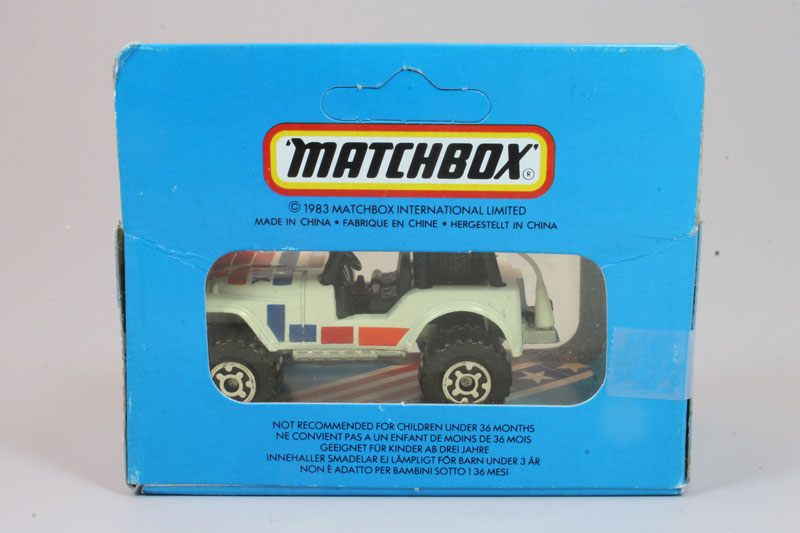 'MATCHBOX'®
© 1983 MATCHBOX INTERNATIONAL LIMITED
MADE IN CHINA • FABRIQUE EN CHINE • HERGESTELLT IN CHINA
NOT RECOMMENDED FOR CHILDREN UNDER 36 MONTHS
NE CONVIENT PAS A UN ENFANT DE MOINS DE 36 MOIS
GEEIGNET FÜR KINDER AB DREI JAHRE
INNEHALLER SMADELAR EJ LÄMPLIGT FÖR BARN UNDER 3 ÅR
NON È ADATTO PER BAMBINI SOTTO I 36 MESI